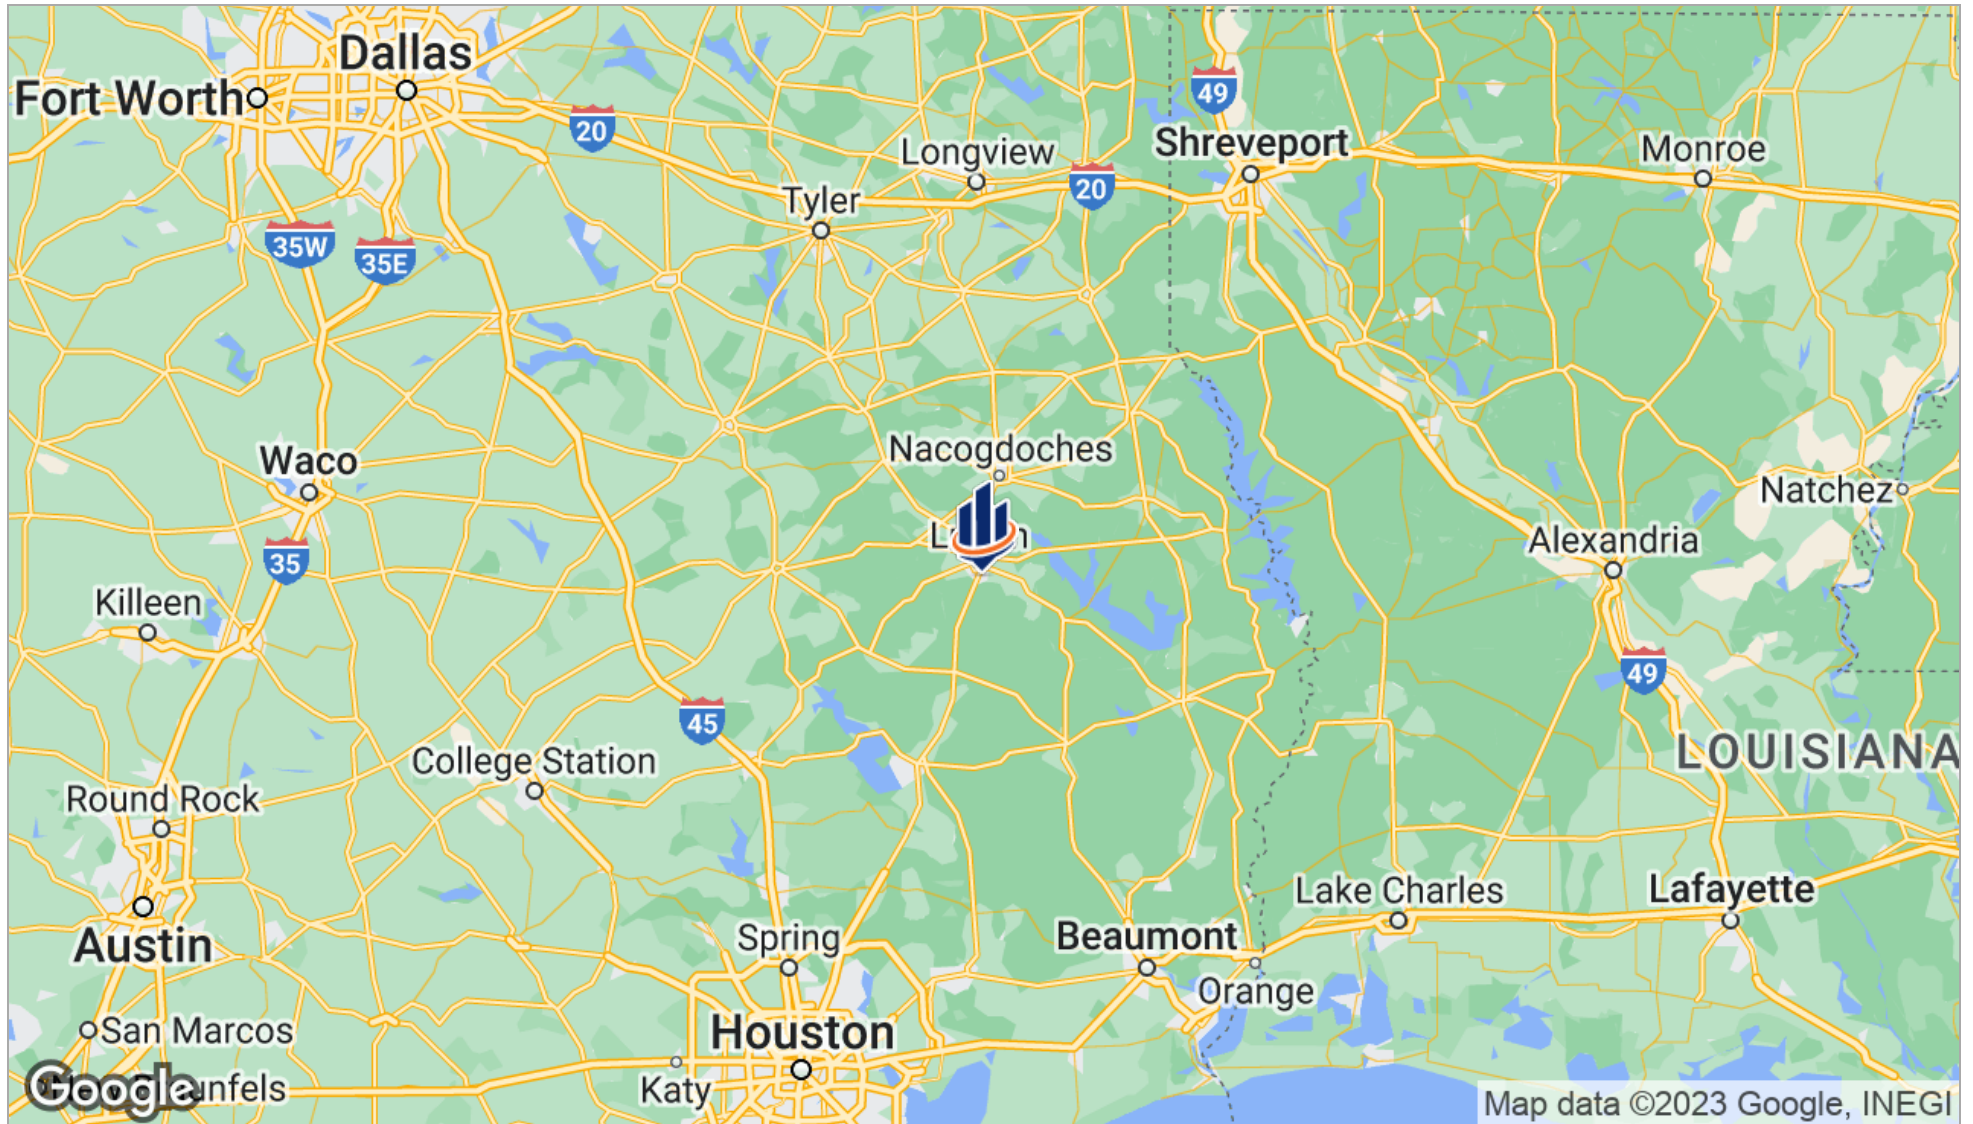 Dallas
Fort Worth
49
20
Longview
Shreveport
Monroe
20
Tyler
35W
35E
Nacogdoches
Waco
Natchez
Alexandria
35
Killeen
49
45
LOUISIANA
College Station
Round Rock
Lake Charles
Lafayette
Austin
Spring
Beaumont
Orange
San Marcos
Houston
Google
Katy
Map data ©2023 Google, INEGI